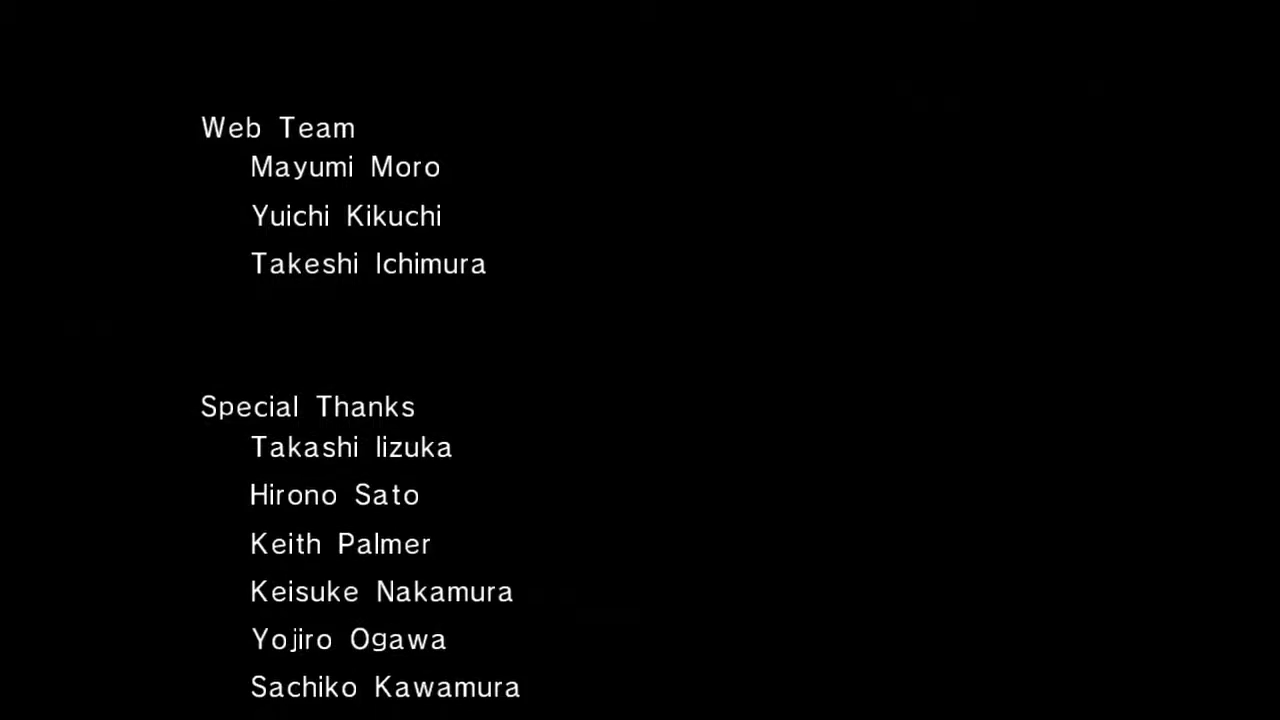 Web Team
Mayumi Moro
Yuichi Kikuchi
Takeshi Ichimura
Special Thanks
Takashi Iizuka
Hirono Sato
Keith Palmer
Keisuke Nakamura
Yojiro Ogawa
Sachiko Kawamura